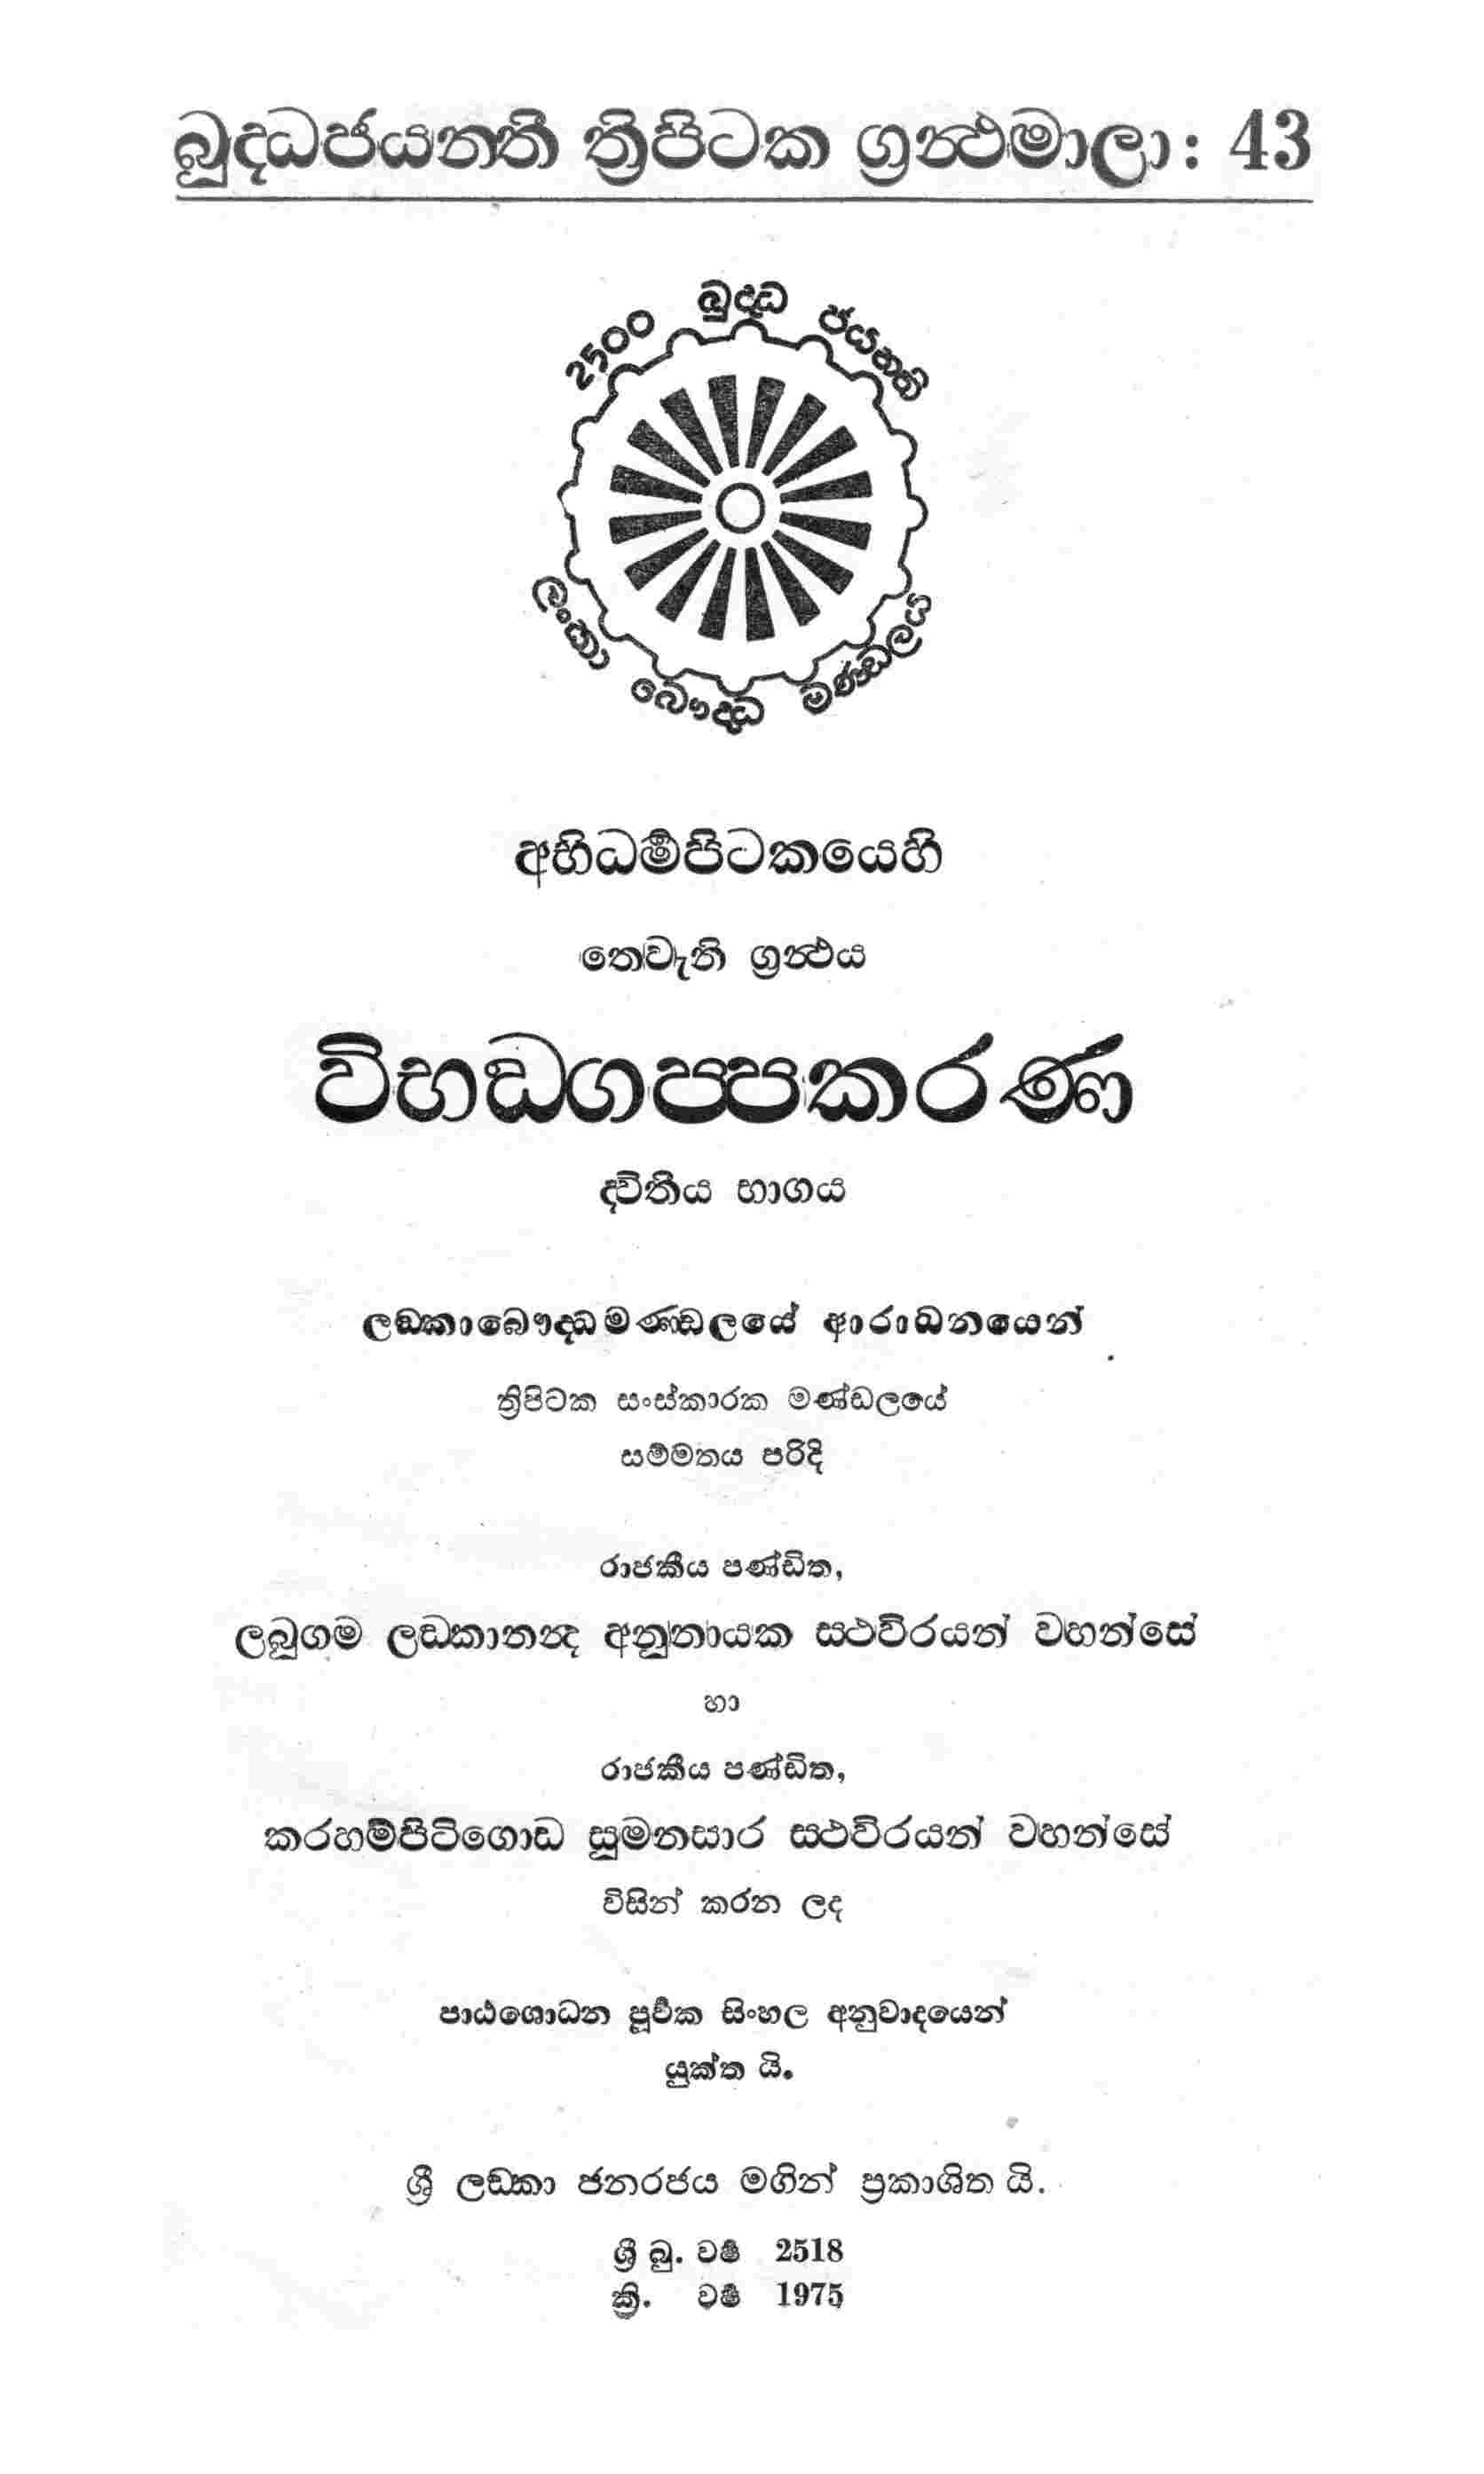 බුද්ධජයන්ති ත්‍රිපිටක ග්‍රන්ථමාලා : 43
2500 බුද්ධ ජයන්ති
ලංකා බෞද්ධ මණ්ඩලය
අභිධර්‍මපිටකයෙහි
තෙවැනි ග්‍රන්ථය
විභඞ්ගප්පකරණ
ද්විතීය භාගය
ලඞ්කාබෞද්ධමණ්ඩලයේ ආරාධනයෙන්
ත්‍රිපිටක සංස්කාරක මණ්ඩලයේ
සම්මතය පරිදි
රාජකීය පණ්ඩිත,
ලබුගම ලඞ්කානන්ද අනුනායක ස්ථවිරයන් වහන්සේ
හා
රාජකීය පණ්ඩිත,
කරහම්පිටිගොඩ සුමනසාර ස්ථවිරයන් වහන්සේ
විසින් කරන ලද
පාඨශොධන පූර්‍වක සිංහල අනුවාදයෙන්
යුක්ත යි.
ශ්‍රී ලඞ්කා ජනරජය මගින් ප්‍රකාශිත යි.
ශ්‍රී බු. වර්‍ෂ 2518
ක්‍රි. වර්‍ෂ 1975